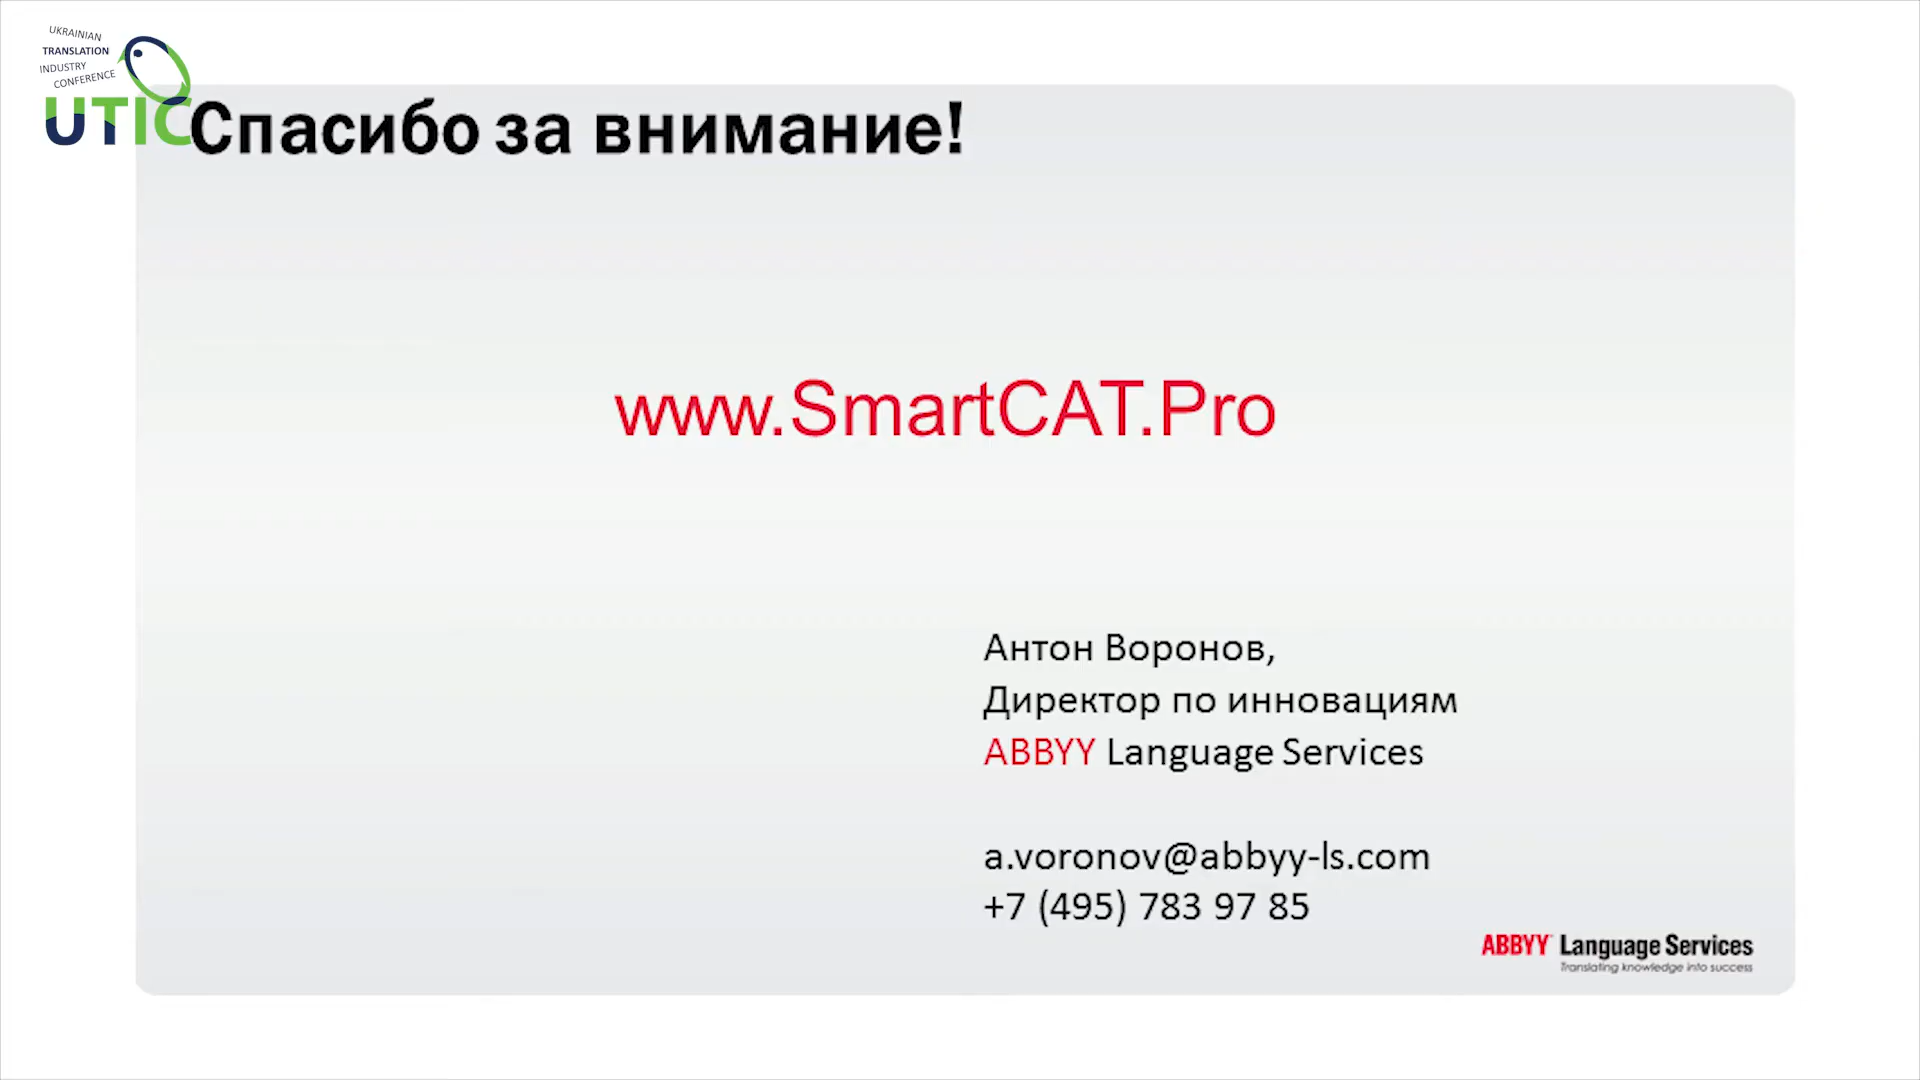 UKRAINIAN
TRANSLATION
INDUSTRY
CONFERENCE
UTIC
Спасибо за внимание!
www.SmartCAT.Pro
Антон Воронов,
Директор по инновациям
ABBYY Language Services
a.voronov@abbyy-ls.com
+7 (495) 783 97 85
ABBYY Language Services
Translating knowledge into success